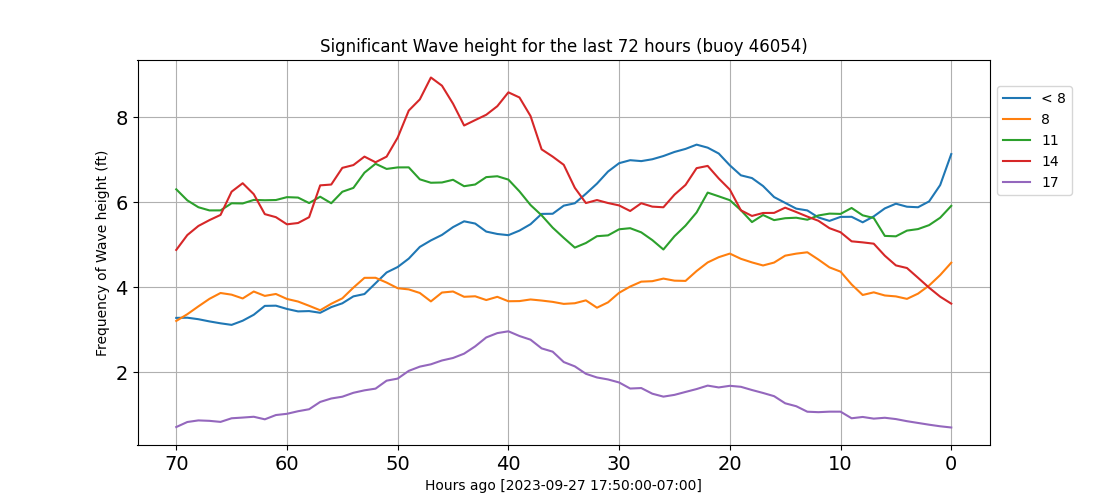 Significant Wave height for the last 72 hours (buoy 46054)
Frequency of Wave height (ft)
8
6
4
2
70 60 50 40 30 20 10 0
Hours ago [2023-09-27 17:50:00-07:00]
< 8
8
11
14
17